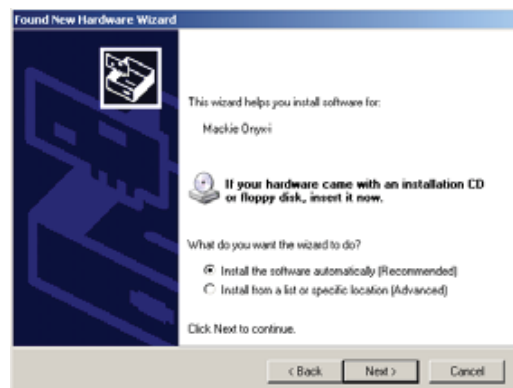 Found New Hardware Wizard
This wizard helps you install software for:
Mackie Onyx-i
If your hardware came with an installation CD
or floppy disk, insert it now.
What do you want the wizard to do?
Install the software automatically (Recommended)
Install from a list or specific location (Advanced)
Click Next to continue.
< Back
Next >
Cancel